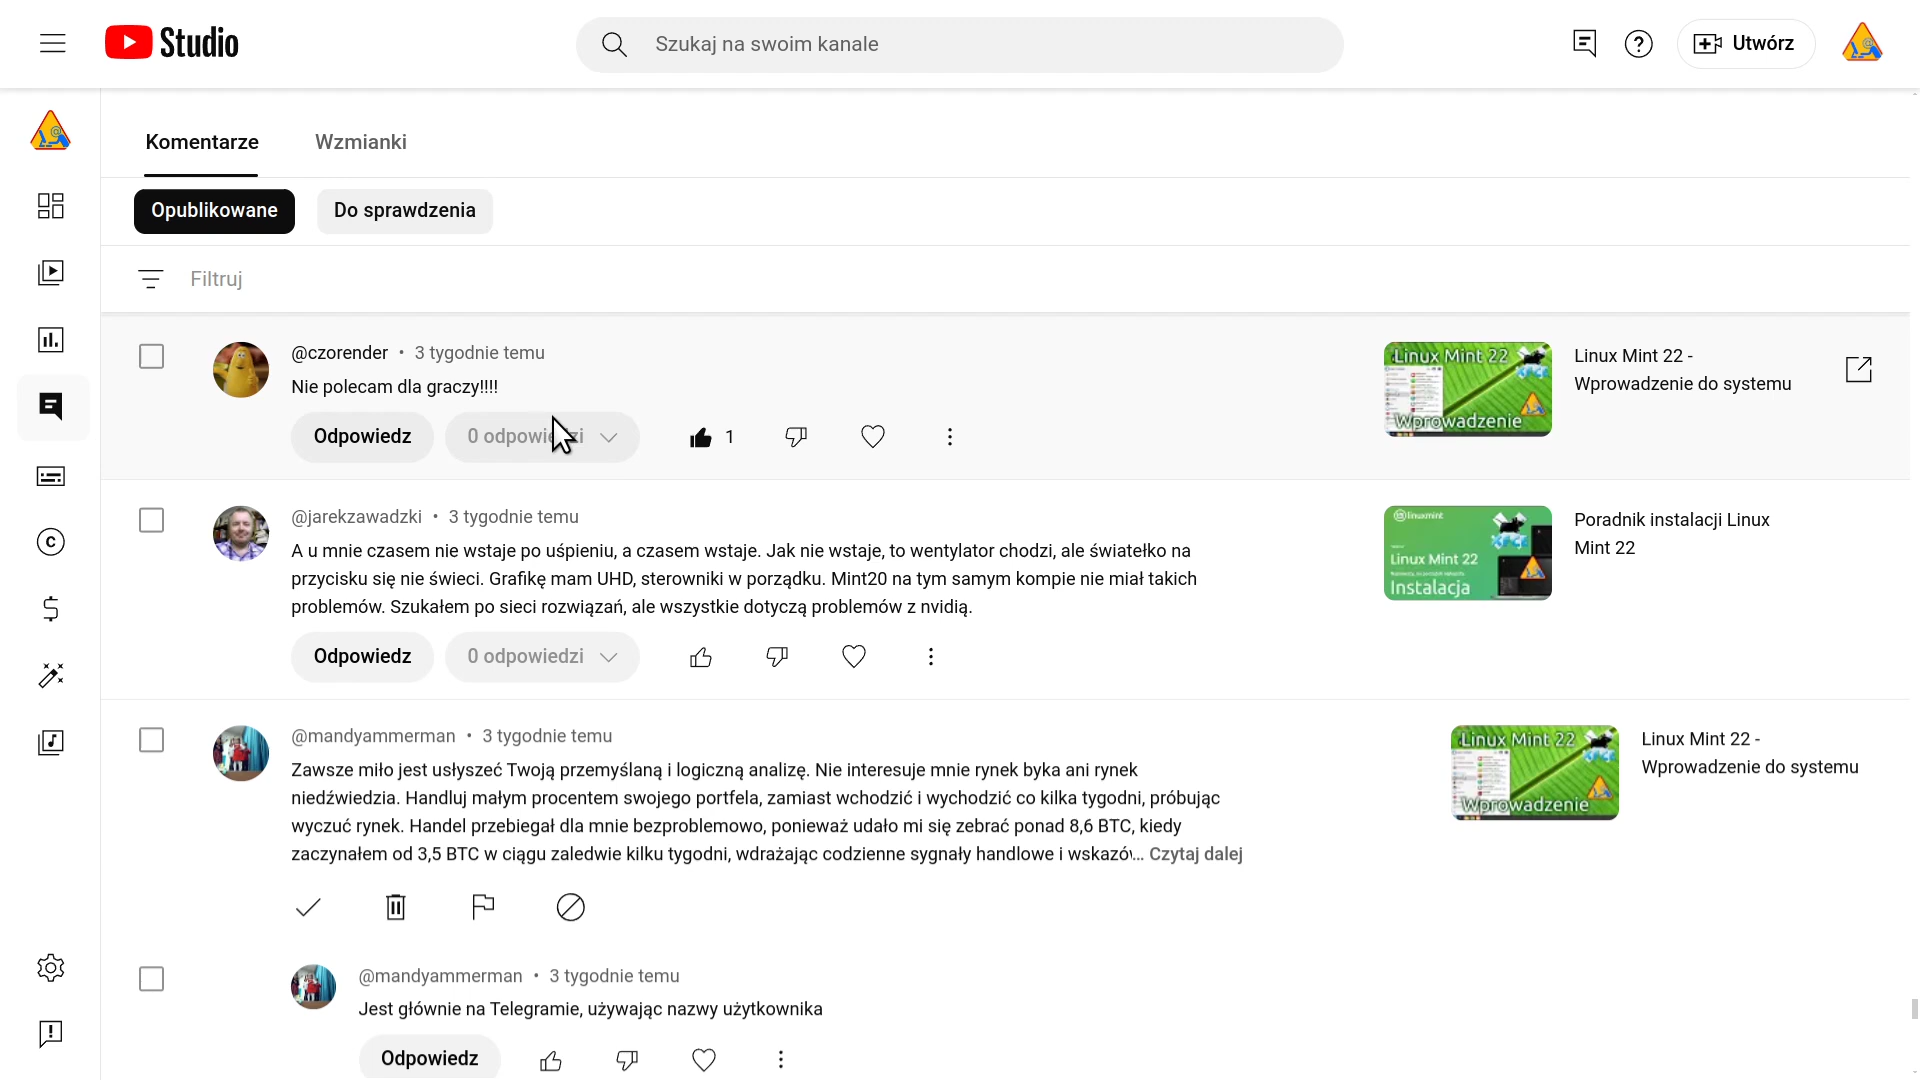 Studio
Szukaj na swoim kanale
Utwórz
Komentarze
Wzmianki
Opublikowane
Do sprawdzenia
Filtruj
@czorender • 3 tygodnie temu
Nie polecam dla graczy!!!!
Odpowiedz
0 odpowiedzi
1
Linux Mint 22
Wprowadzenie
Linux Mint 22 -
Wprowadzenie do systemu
@jarekzawadzki • 3 tygodnie temu
A u mnie czasem nie wstaje po uśpieniu, a czasem wstaje. Jak nie wstaje, to wentylator chodzi, ale światełko na
przycisku się nie świeci. Grafikę mam UHD, sterowniki w porządku. Mint20 na tym samym kompie nie miał takich
problemów. Szukałem po sieci rozwiązań, ale wszystkie dotyczą problemów z nvidią.
Odpowiedz
0 odpowiedzi
linuxmint
Linux Mint 22
Instalacja
Poradnik instalacji Linux
Mint 22
@mandyammerman • 3 tygodnie temu
Zawsze miło jest usłyszeć Twoją przemyślaną i logiczną analizę. Nie interesuje mnie rynek byka ani rynek
niedźwiedzia. Handluj małym procentem swojego portfela, zamiast wchodzić i wychodzić co kilka tygodni, próbując
wyczuć rynek. Handel przebiegał dla mnie bezproblemowo, ponieważ udało mi się zebrać ponad 8,6 BTC, kiedy
zaczynałem od 3,5 BTC w ciągu zaledwie kilku tygodni, wdrażając codzienne sygnały handlowe i wskazów... Czytaj dalej
Linux Mint 22
Wprowadzenie
Linux Mint 22 -
Wprowadzenie do systemu
@mandyammerman • 3 tygodnie temu
Jest głównie na Telegramie, używając nazwy użytkownika
Odpowiedz